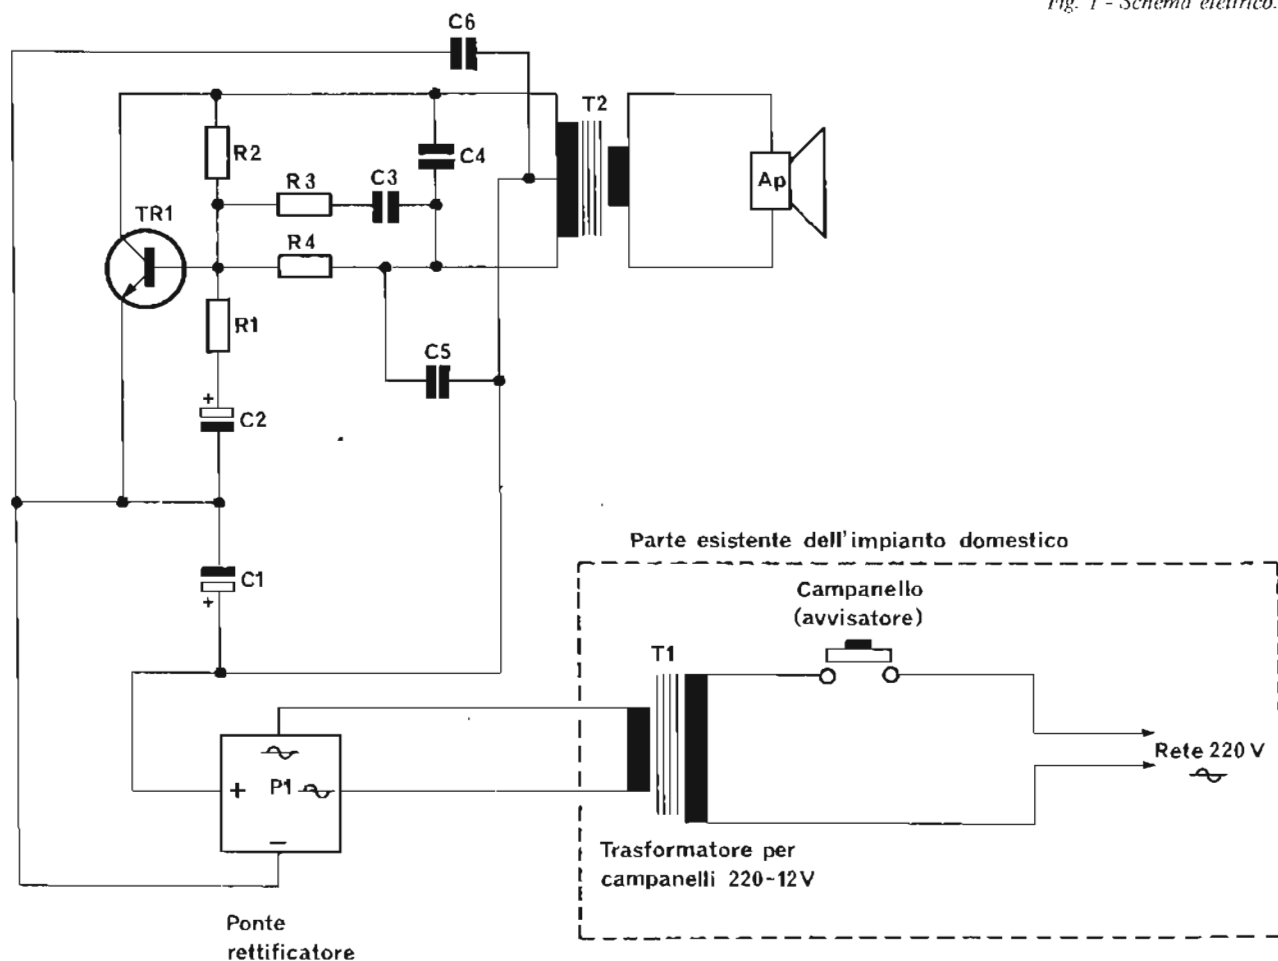 Fig. 1 - Schema elettrico.
C6
T2
R2
C4
Ap
R3
C3
TR1
R4
R1
C5
+
C2
Parte esistente dell'impianto domestico
C1
+
Campanello
(avvisatore)
T1
Rete 220 V
+ P1
−
Trasformatore per
campanelli 220-12V
Ponte
rettificatore